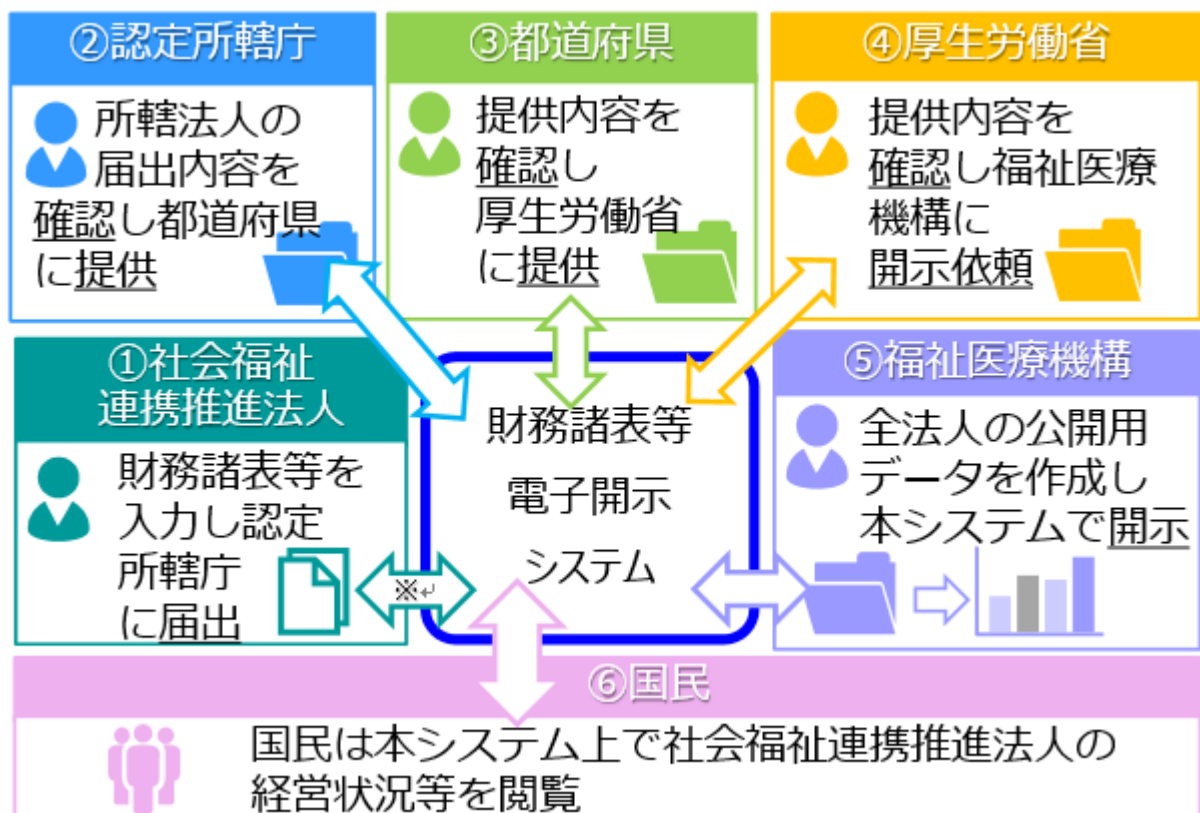 ②認定所轄庁
所轄法人の
届出内容を
確認し都道府県
に提供
③都道府県
提供内容を
確認し
厚生労働省
に提供
④厚生労働省
提供内容を
確認し福祉医療
機構に
開示依頼
①社会福祉
連携推進法人
財務諸表等を
入力し認定
所轄庁
に届出
※↵
財務諸表等
電子開示
システム
⑤福祉医療機構
全法人の公開用
データを作成し
本システムで開示
⑥国民
国民は本システム上で社会福祉連携推進法人の
経営状況等を閲覧